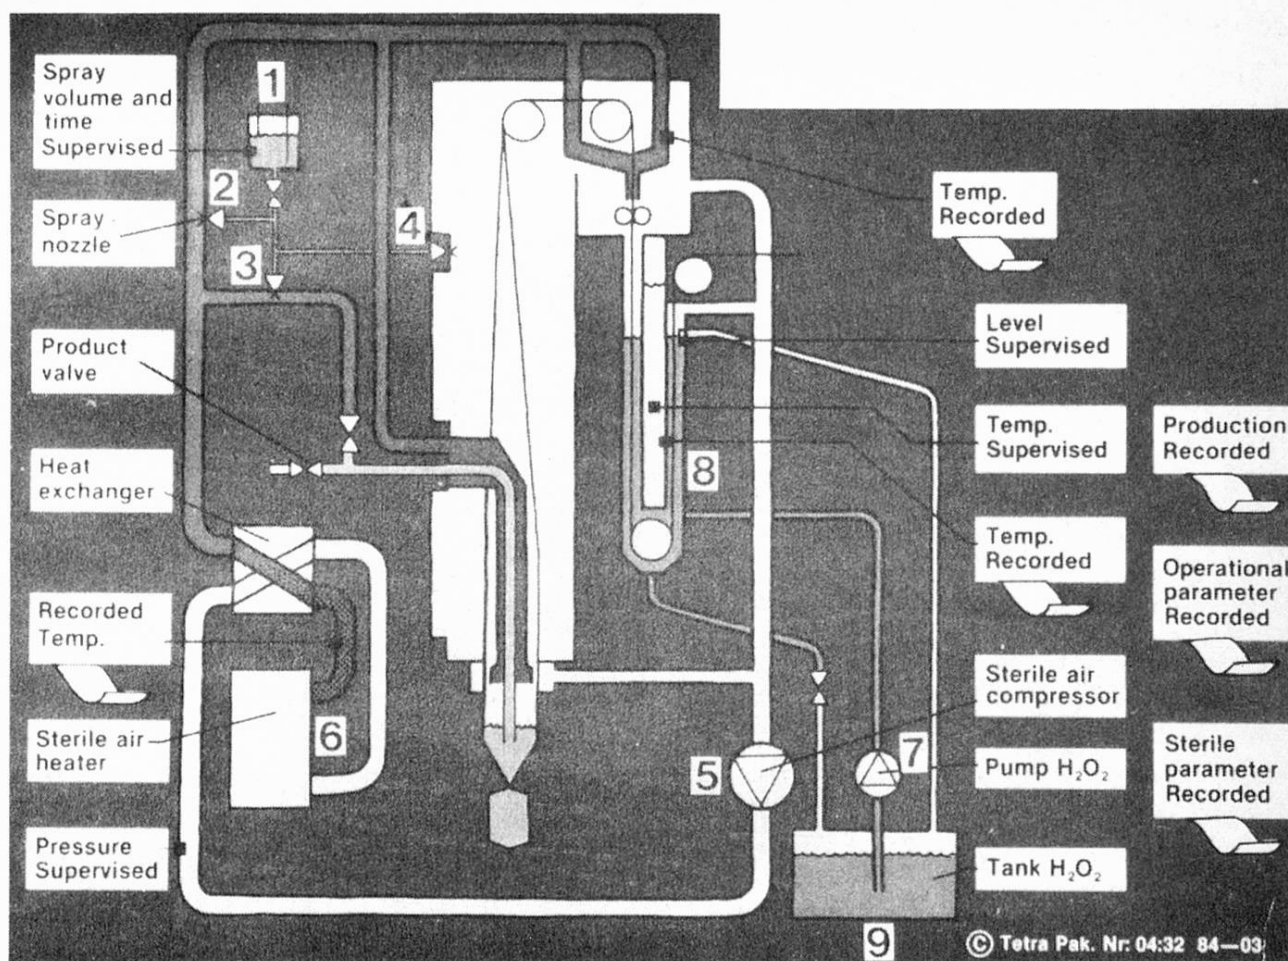 Spray
volume and
time
Supervised
1
2
Spray
nozzle
3
4
Product
valve
Heat
exchanger
Recorded
Temp.
Sterile air
heater
6
Pressure
Supervised
Temp.
Recorded
Level
Supervised
Temp.
Supervised
8
Temp.
Recorded
Sterile air
compressor
5
7
Pump H₂O₂
Tank H₂O₂
9
Production
Recorded
Operational
parameter
Recorded
Sterile
parameter
Recorded
© Tetra Pak. Nr: 04:32 84—03